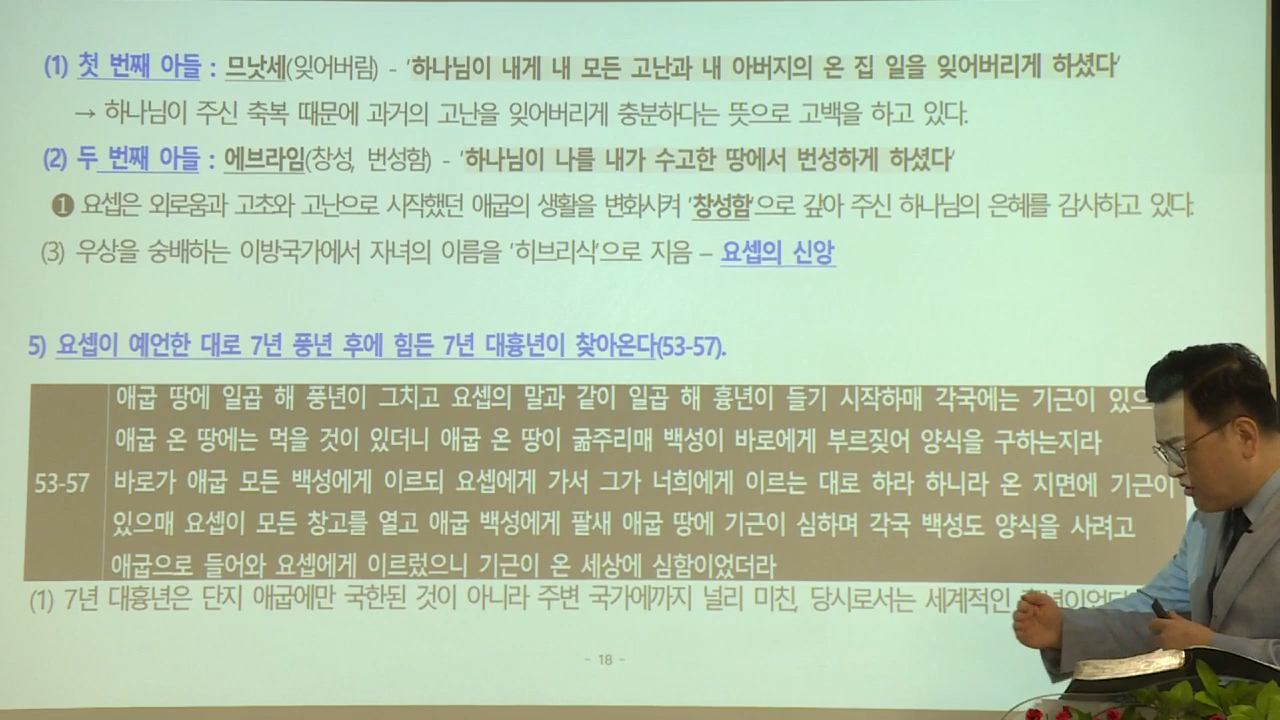 (1) 첫 번째 아들 : 므낫세(잊어버림) - '하나님이 내게 내 모든 고난과 내 아버지의 온 집 일을 잊어버리게 하셨다'
→ 하나님이 주신 축복 때문에 과거의 고난을 잊어버리게 충분하다는 뜻으로 고백을 하고 있다.
(2) 두 번째 아들 : 에브라임(창성, 번성함) - '하나님이 나를 내가 수고한 땅에서 번성하게 하셨다'
❶ 요셉은 외로움과 고초와 고난으로 시작했던 애굽의 생활을 변화시켜 '창성함'으로 갚아 주신 하나님의 은혜를 감사하고 있다.
(3) 우상을 숭배하는 이방국가에서 자녀의 이름을 '히브리식'으로 지음 – 요셉의 신앙
5) 요셉이 예언한 대로 7년 풍년 후에 힘든 7년 대흉년이 찾아온다(53-57).
53-57
애굽 땅에 일곱 해 풍년이 그치고 요셉의 말과 같이 일곱 해 흉년이 들기 시작하매 각국에는 기근이 있으
애굽 온 땅에는 먹을 것이 있더니 애굽 온 땅이 굶주리매 백성이 바로에게 부르짖어 양식을 구하는지라
바로가 애굽 모든 백성에게 이르되 요셉에게 가서 그가 너희에게 이르는 대로 하라 하니라 온 지면에 기근이
있으매 요셉이 모든 창고를 열고 애굽 백성에게 팔새 애굽 땅에 기근이 심하며 각국 백성도 양식을 사려고
애굽으로 들어와 요셉에게 이르렀으니 기근이 온 세상에 심함이었더라
(1) 7년 대흉년은 단지 애굽에만 국한된 것이 아니라 주변 국가에까지 널리 미친, 당시로서는 세계적인
- 18 -